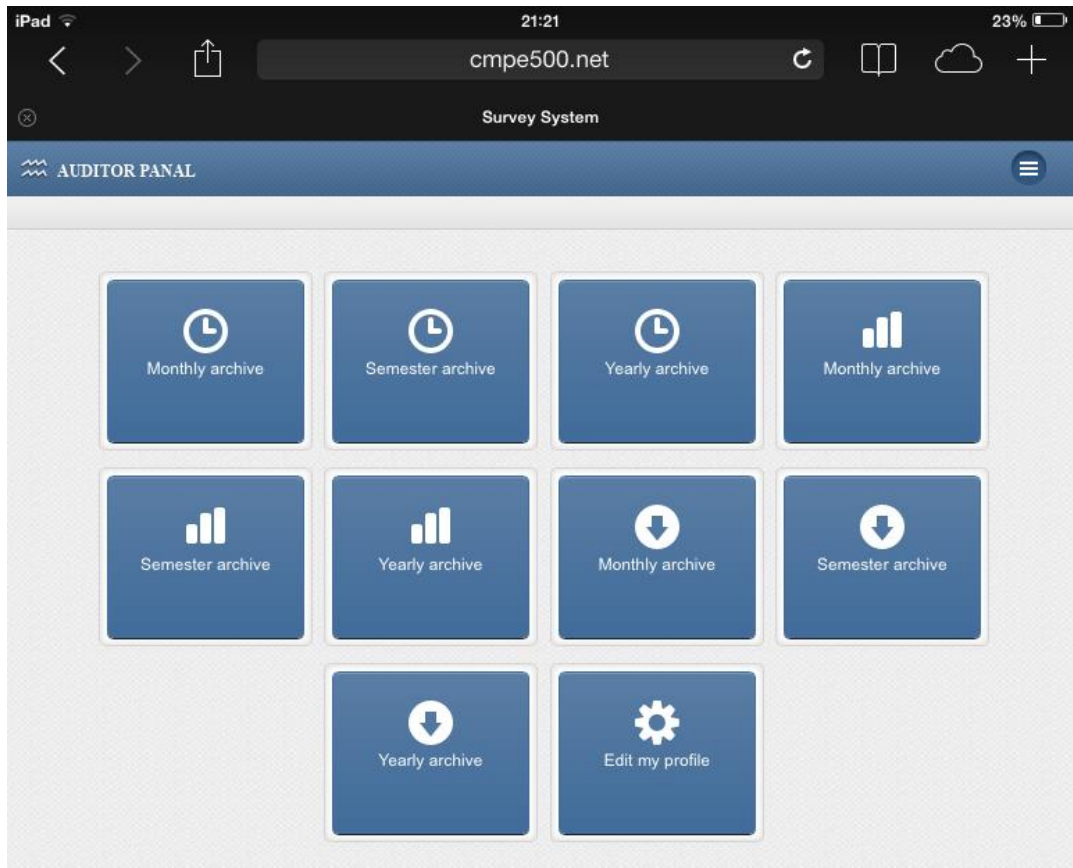 iPad 21:21 23%
cmpe500.net
Survey System
AUDITOR PANAL
Monthly archive Semester archive Yearly archive Monthly archive
Semester archive Yearly archive Monthly archive Semester archive
Yearly archive Edit my profile